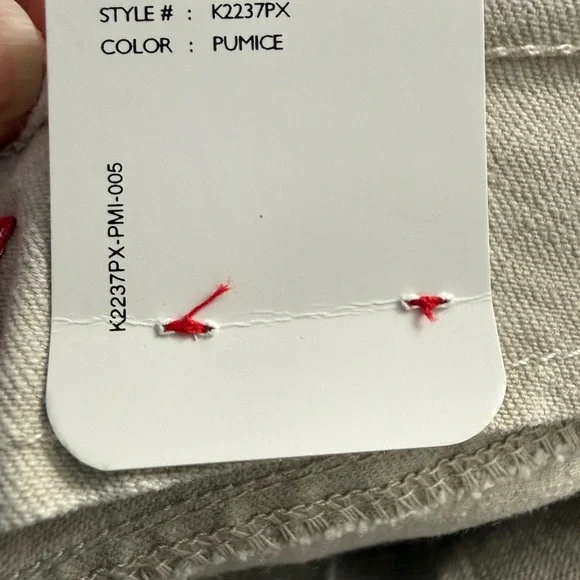 STYLE # : K2237PX
COLOR : PUMICE
K2237PX-PMI-005